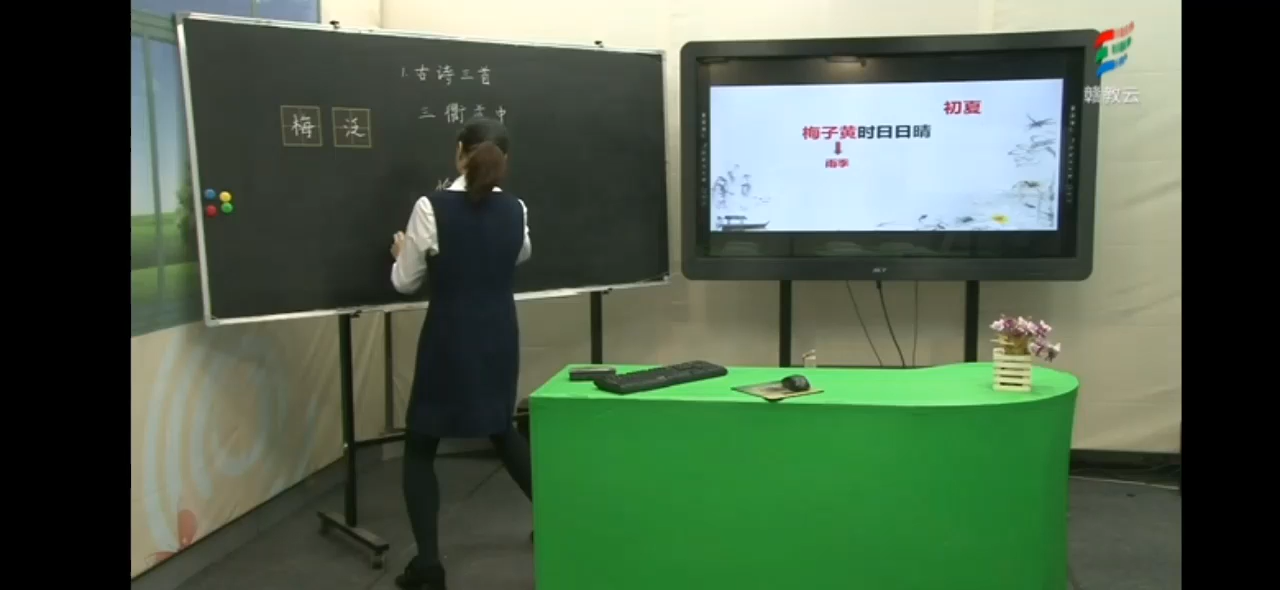 1.古诗三首
三衢道中
梅 泛
初夏
梅子黄时日日晴
雨季
赣教云